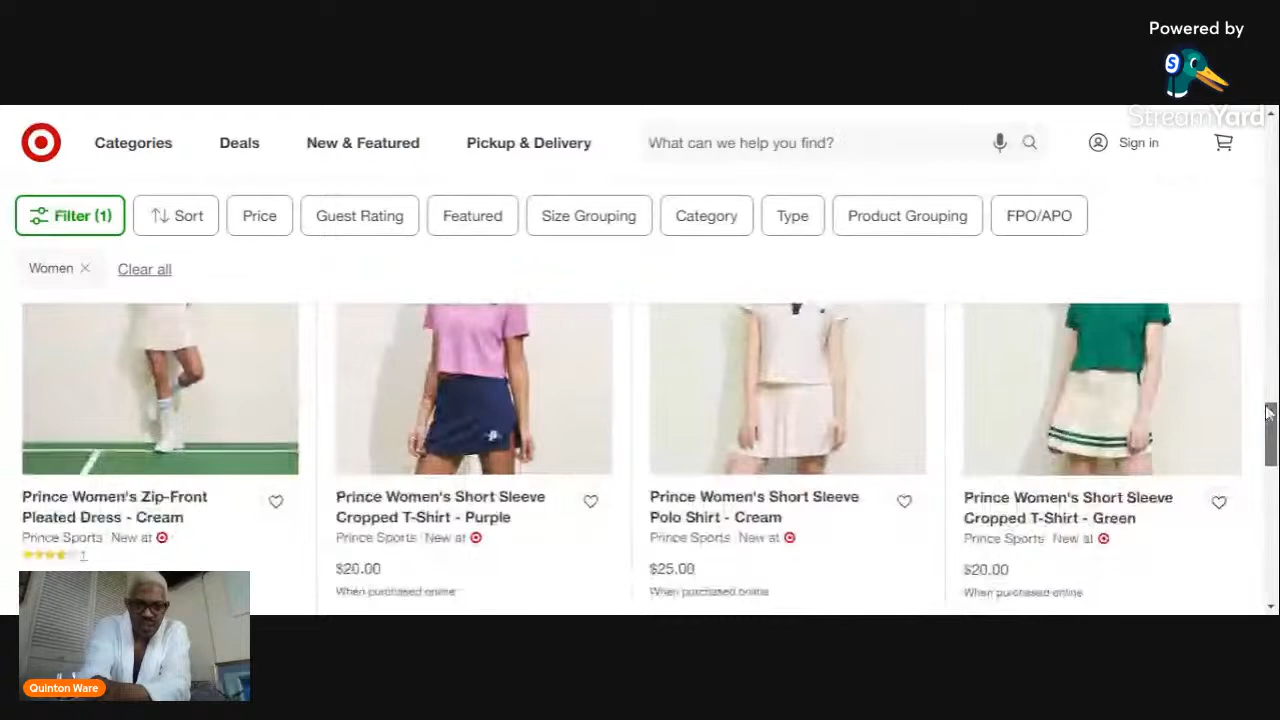 Powered by
S
StreamYard
Categories
Deals
New & Featured
Pickup & Delivery
What can we help you find?
Sign in
Filter (1)
Sort
Price
Guest Rating
Featured
Size Grouping
Category
Type
Product Grouping
FPO/APO
Women
Clear all
Prince Women's Zip-Front
Pleated Dress - Cream
Prince Sports New at
1
Prince Women's Short Sleeve
Cropped T-Shirt - Purple
Prince Sports New at
$20.00
When purchased online
Prince Women's Short Sleeve
Polo Shirt - Cream
Prince Sports New at
$25.00
When purchased online
Prince Women's Short Sleeve
Cropped T-Shirt - Green
Prince Sports New at
$20.00
When purchased online
Quinton Ware